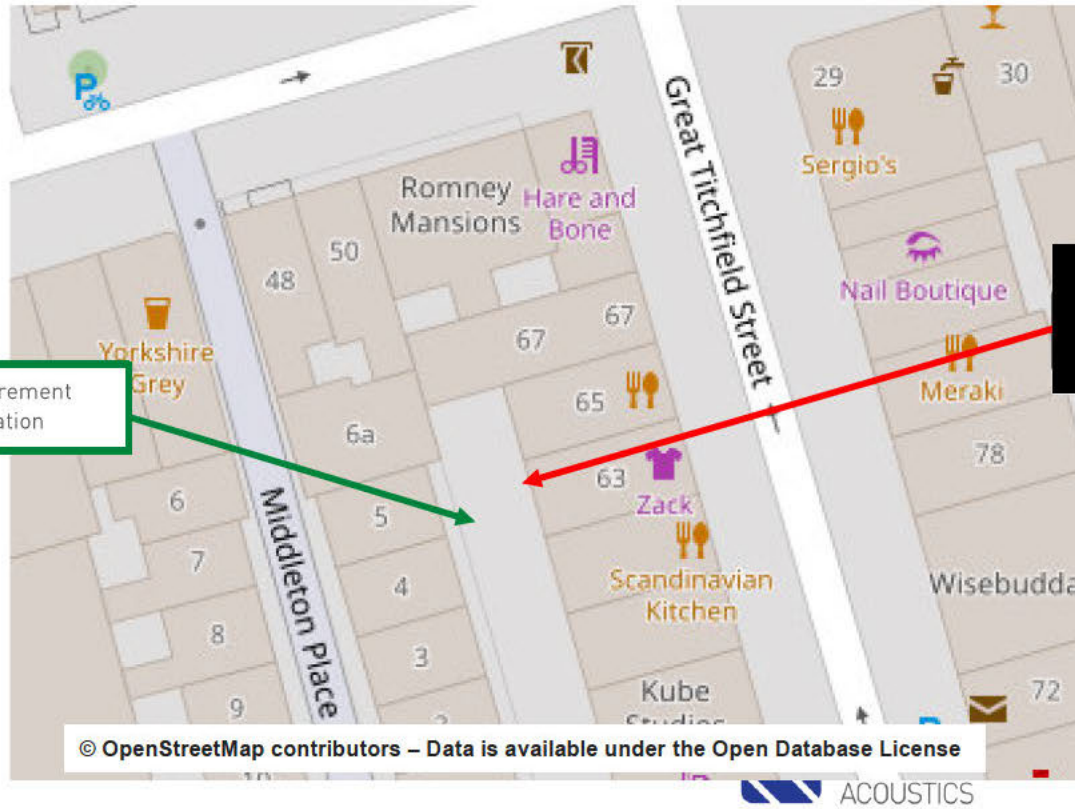 29
30
Sergio's
Great Titchfield Street
Romney
Mansions
Hare and
Bone
50
48
Nail Boutique
67
67
Yorkshire
Grey
rement
ation
Meraki
65
6a
78
63
Zack
6
5
Middleton Place
7
4
Scandinavian
Kitchen
Wisebudda
8
3
Kube
9
72
© OpenStreetMap contributors – Data is available under the Open Database License
ACOUSTICS